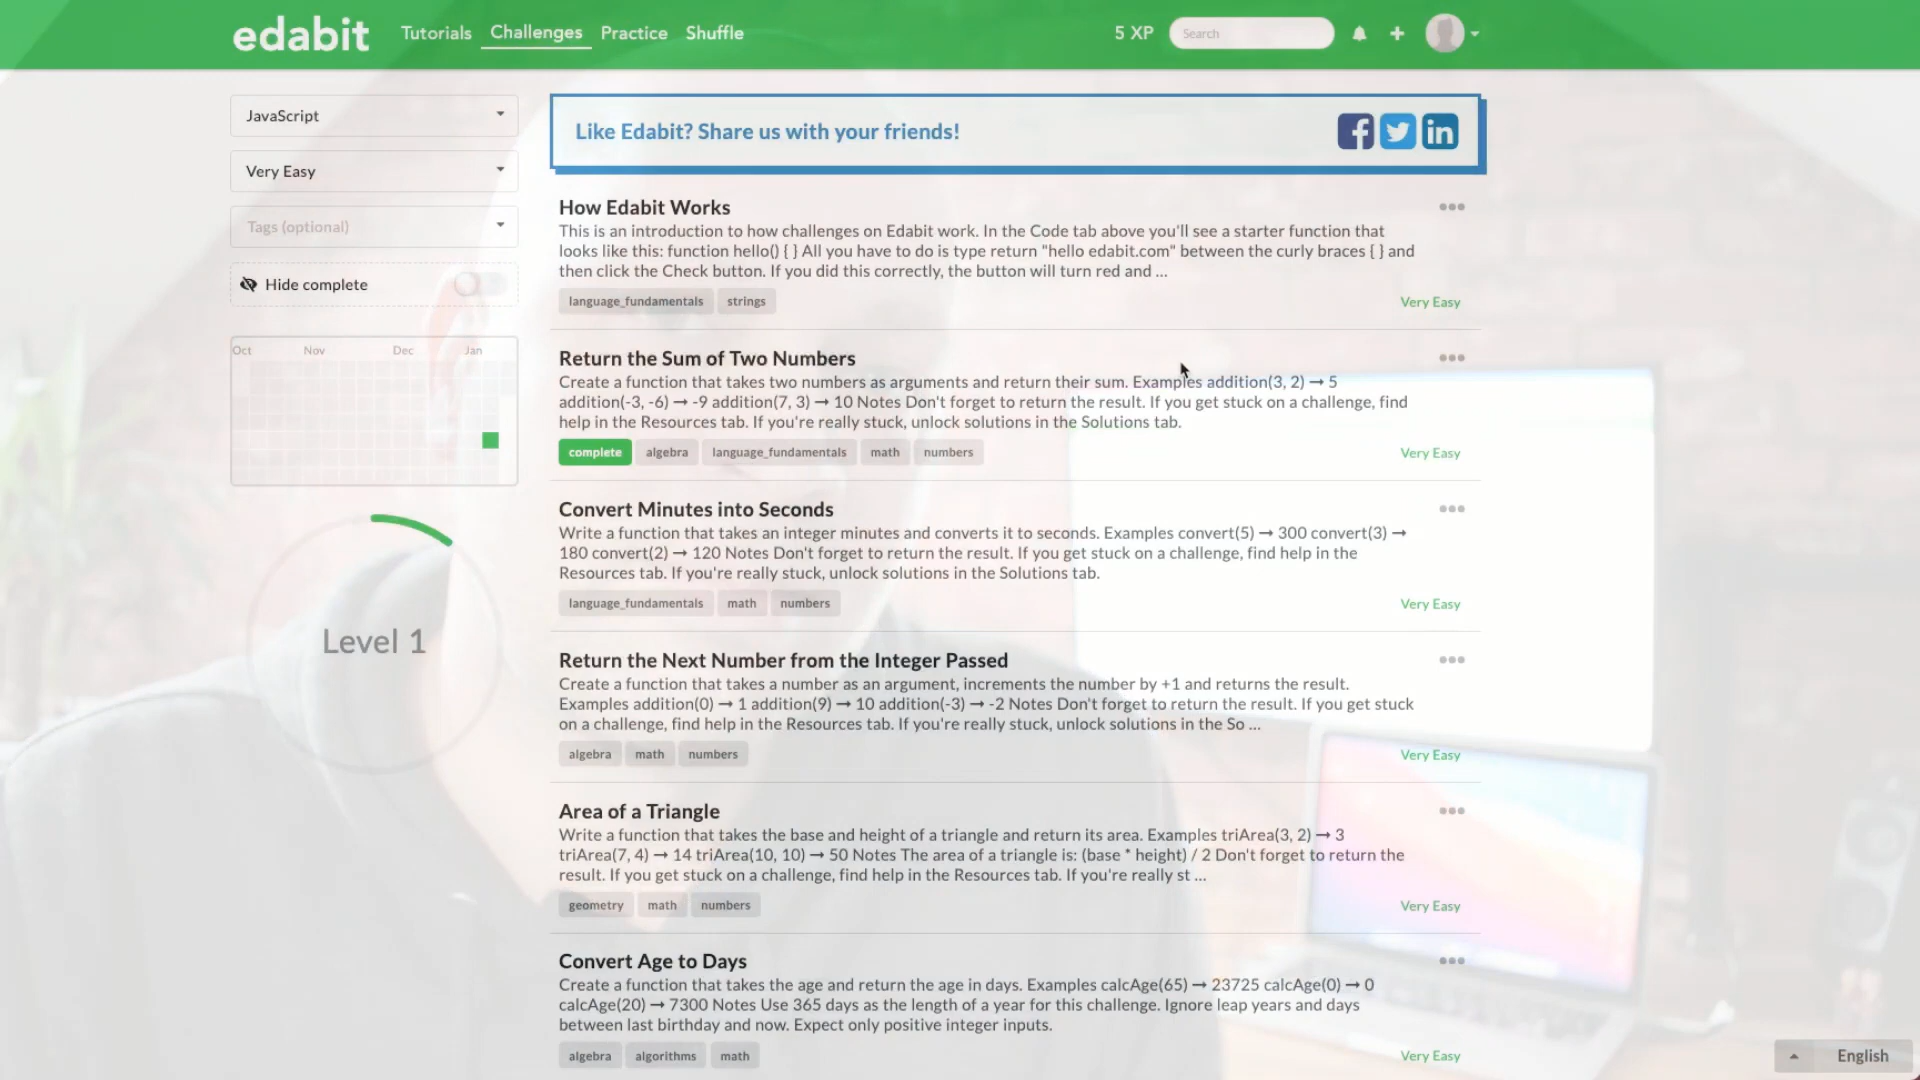 edabit Tutorials Challenges Practice Shuffle 5 XP Search
JavaScript
Very Easy
Tags (optional)
Hide complete
Oct Nov Dec Jan
Level 1
Like Edabit? Share us with your friends!
How Edabit Works
This is an introduction to how challenges on Edabit work. In the Code tab above you'll see a starter function that
looks like this: function hello() { } All you have to do is type return "hello edabit.com" between the curly braces { } and
then click the Check button. If you did this correctly, the button will turn red and ...
language_fundamentals strings Very Easy
Return the Sum of Two Numbers
Create a function that takes two numbers as arguments and return their sum. Examples addition(3, 2) → 5
addition(-3, -6) → -9 addition(7, 3) → 10 Notes Don't forget to return the result. If you get stuck on a challenge, find
help in the Resources tab. If you're really stuck, unlock solutions in the Solutions tab.
complete algebra language_fundamentals math numbers Very Easy
Convert Minutes into Seconds
Write a function that takes an integer minutes and converts it to seconds. Examples convert(5) → 300 convert(3) →
180 convert(2) → 120 Notes Don't forget to return the result. If you get stuck on a challenge, find help in the
Resources tab. If you're really stuck, unlock solutions in the Solutions tab.
language_fundamentals math numbers Very Easy
Return the Next Number from the Integer Passed
Create a function that takes a number as an argument, increments the number by +1 and returns the result.
Examples addition(0) → 1 addition(9) → 10 addition(-3) → -2 Notes Don't forget to return the result. If you get stuck
on a challenge, find help in the Resources tab. If you're really stuck, unlock solutions in the So ...
algebra math numbers Very Easy
Area of a Triangle
Write a function that takes the base and height of a triangle and return its area. Examples triArea(3, 2) → 3
triArea(7, 4) → 14 triArea(10, 10) → 50 Notes The area of a triangle is: (base * height) / 2 Don't forget to return the
result. If you get stuck on a challenge, find help in the Resources tab. If you're really st ...
geometry math numbers Very Easy
Convert Age to Days
Create a function that takes the age and return the age in days. Examples calcAge(65) → 23725 calcAge(0) → 0
calcAge(20) → 7300 Notes Use 365 days as the length of a year for this challenge. Ignore leap years and days
between last birthday and now. Expect only positive integer inputs.
algebra algorithms math Very Easy
English